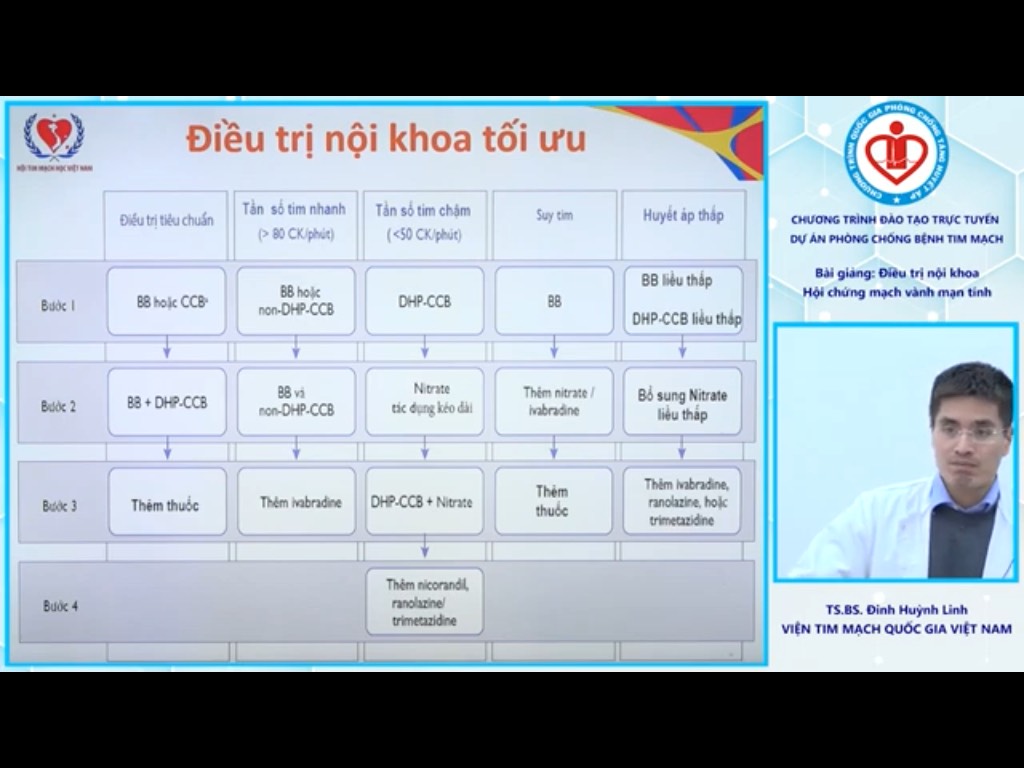 HỘI TIM MẠCH HỌC VIỆT NAM
Điều trị nội khoa tối ưu
Điều trị tiêu chuẩn
Tần số tim nhanh
(> 80 CK/phút)
Tần số tim chậm
(<50 CK/phút)
Suy tim
Huyết áp thấp
Bước 1
BB hoặc CCBᵃ
BB hoặc
non-DHP-CCB
DHP-CCB
BB
BB liều thấp
DHP-CCB liều thấp
Bước 2
BB + DHP-CCB
BB và
non-DHP-CCB
Nitrate
tác dụng kéo dài
Thêm nitrate /
ivabradine
Bổ sung Nitrate
liều thấp
Bước 3
Thêm thuốc
Thêm ivabradine
DHP-CCB + Nitrate
Thêm
thuốc
Thêm ivabradine,
ranolazine, hoặc
trimetazidine
Bước 4
Thêm nicorandil,
ranolazine/
trimetazidine
CHƯƠNG TRÌNH QUỐC GIA PHÒNG CHỐNG TĂNG HUYẾT ÁP
CHƯƠNG TRÌNH ĐÀO TẠO TRỰC TUYẾN
DỰ ÁN PHÒNG CHỐNG BỆNH TIM MẠCH
Bài giảng: Điều trị nội khoa
Hội chứng mạch vành mạn tính
TS.BS. Đinh Huỳnh Linh
VIỆN TIM MẠCH QUỐC GIA VIỆT NAM